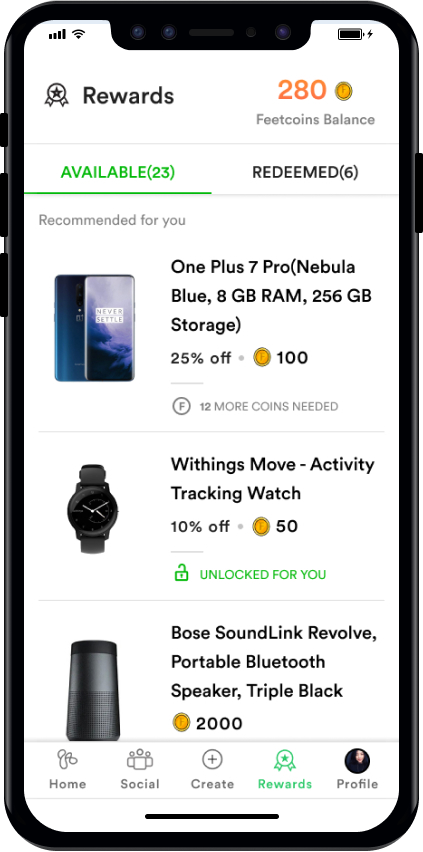 Rewards
280
Feetcoins Balance
AVAILABLE(23)
REDEEMED(6)
Recommended for you
One Plus 7 Pro(Nebula
Blue, 8 GB RAM, 256 GB
Storage)
25% off • 100
NEVER
SETTLE
F 12 MORE COINS NEEDED
Withings Move - Activity
Tracking Watch
10% off • 50
UNLOCKED FOR YOU
Bose SoundLink Revolve,
Portable Bluetooth
Speaker, Triple Black
2000
Home
Social
Create
Rewards
Profile